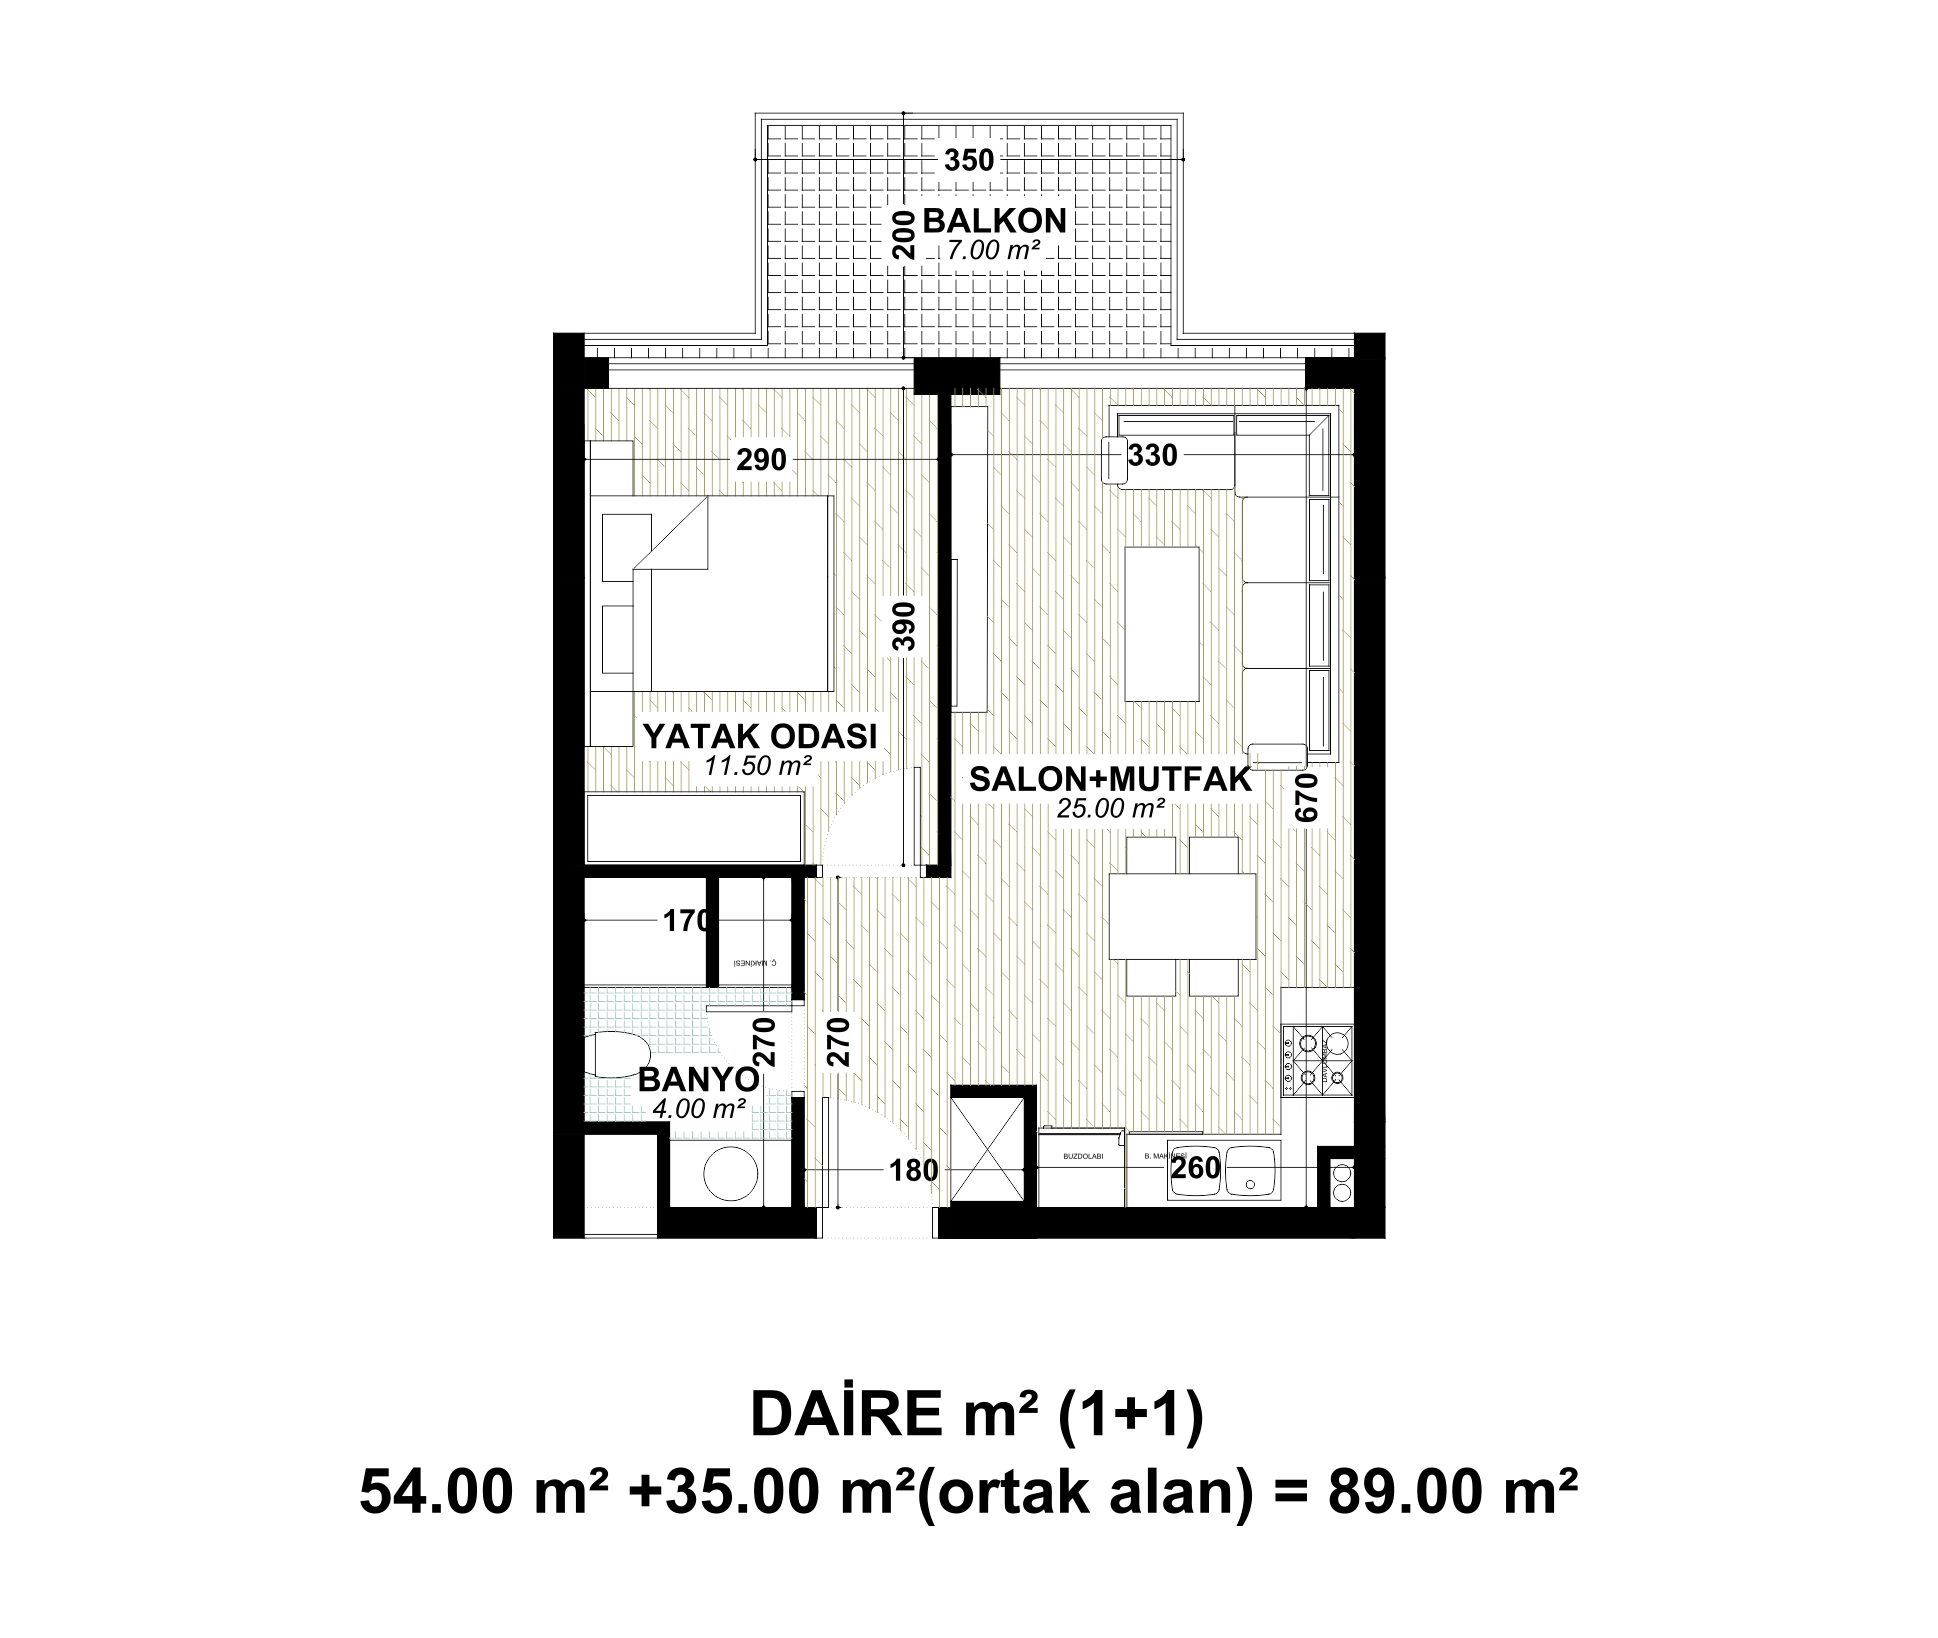 350
200
BALKON
7.00 m²
290
330
390
YATAK ODASI
11.50 m²
SALON+MUTFAK
25.00 m²
670
170
Ç. MAKİNESİ
270
270
DAVLUMBAZ
BANYO
4.00 m²
180
BUZDOLABI
B. MAKİNESİ
260
DAİRE m² (1+1)
54.00 m² +35.00 m²(ortak alan) = 89.00 m²